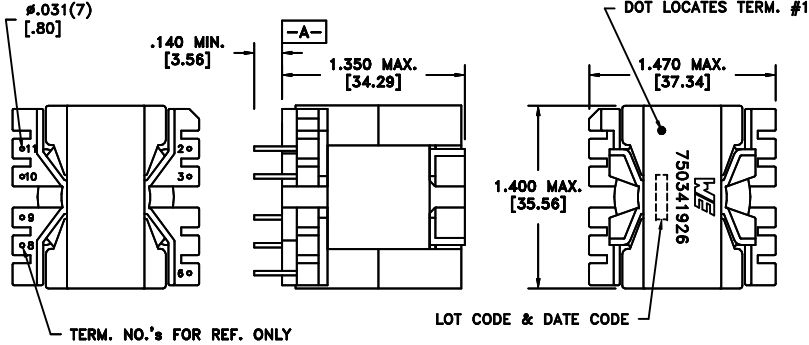 ø.031(7)
[.80]
.140 MIN.
[3.56]
-A-
1.350 MAX.
[34.29]
DOT LOCATES TERM. #1
1.470 MAX.
[37.34]
11
10
9
8
2
3
6
1.400 MAX.
[35.56]
WE
750341926
TERM. NO.'s FOR REF. ONLY
LOT CODE & DATE CODE